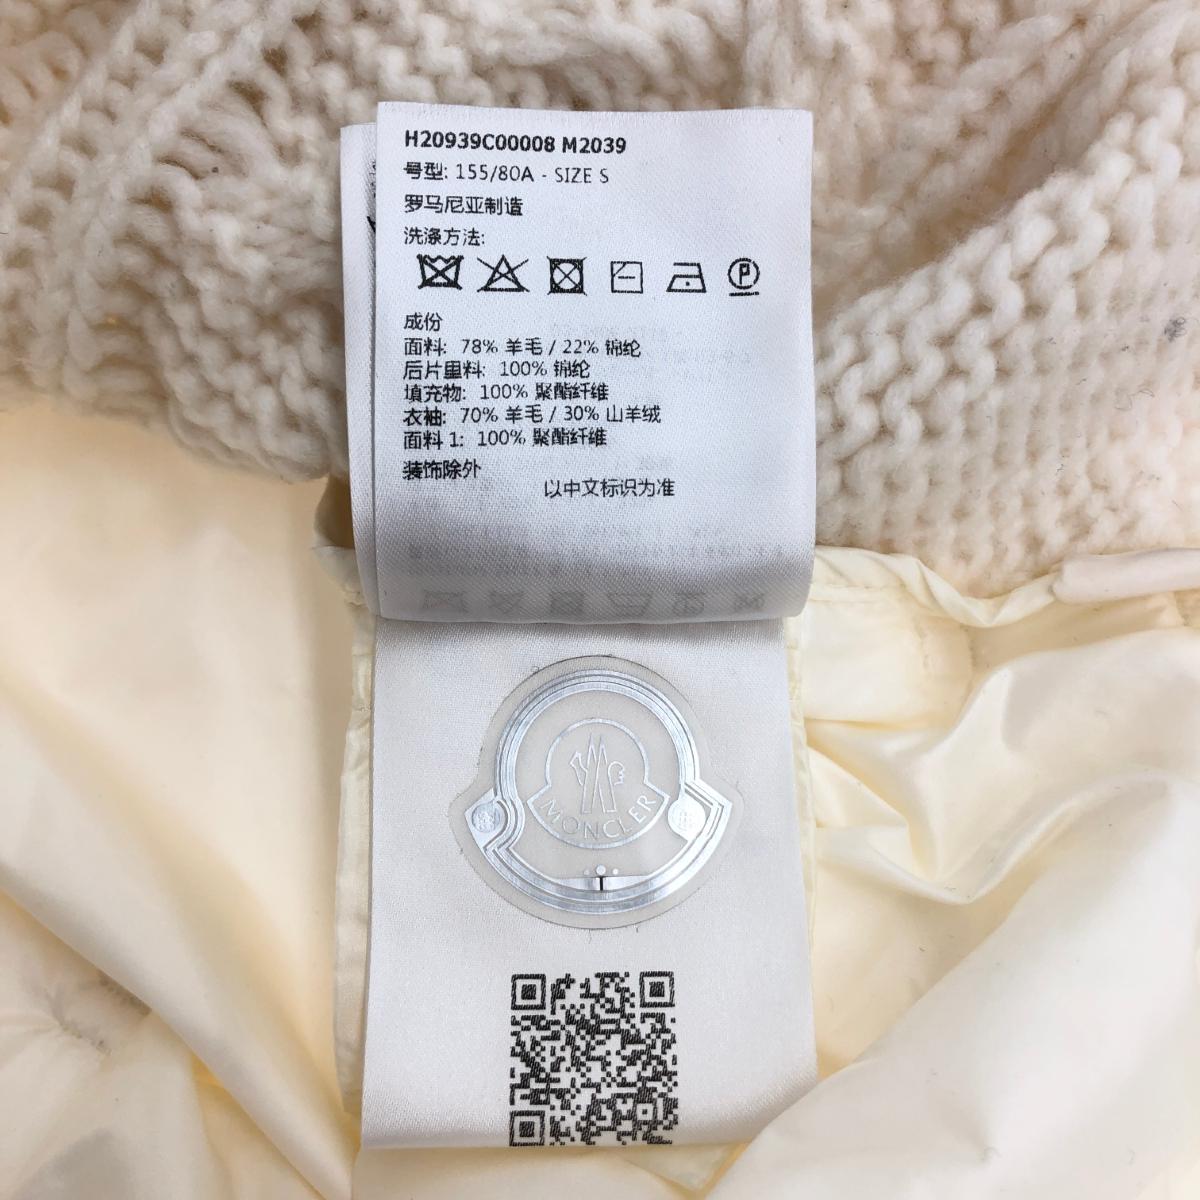 H20939C00008 M2039
号型: 155/80A - SIZE S
罗马尼亚制造
洗涤方法:
P
成份
面料: 78% 羊毛 / 22% 锦纶
后片里料: 100% 锦纶
填充物: 100% 聚酯纤维
衣袖: 70% 羊毛 / 30% 山羊绒
面料 1: 100% 聚酯纤维
装饰除外
以中文标识为准
MONCLER